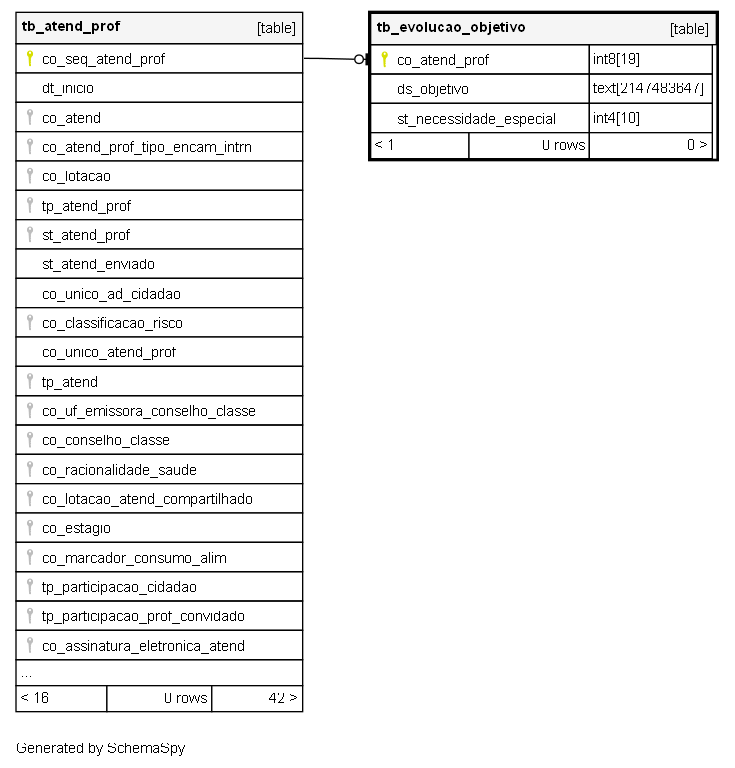 tb_atend_prof [table]
co_seq_atend_prof
dt_inicio
co_atend
co_atend_prof_tipo_encam_intrn
co_lotacao
tp_atend_prof
st_atend_prof
st_atend_enviado
co_unico_ad_cidadao
co_classificacao_risco
co_unico_atend_prof
tp_atend
co_uf_emissora_conselho_classe
co_conselho_classe
co_racionalidade_saude
co_lotacao_atend_compartilhado
co_estagio
co_marcador_consumo_alim
tp_participacao_cidadao
tp_participacao_prof_convidado
co_assinatura_eletronica_atend
...
< 16 0 rows 42 >
tb_evolucao_objetivo [table]
co_atend_prof int8[19]
ds_objetivo text[2147483647]
st_necessidade_especial int4[10]
< 1 0 rows 0 >
Generated by SchemaSpy